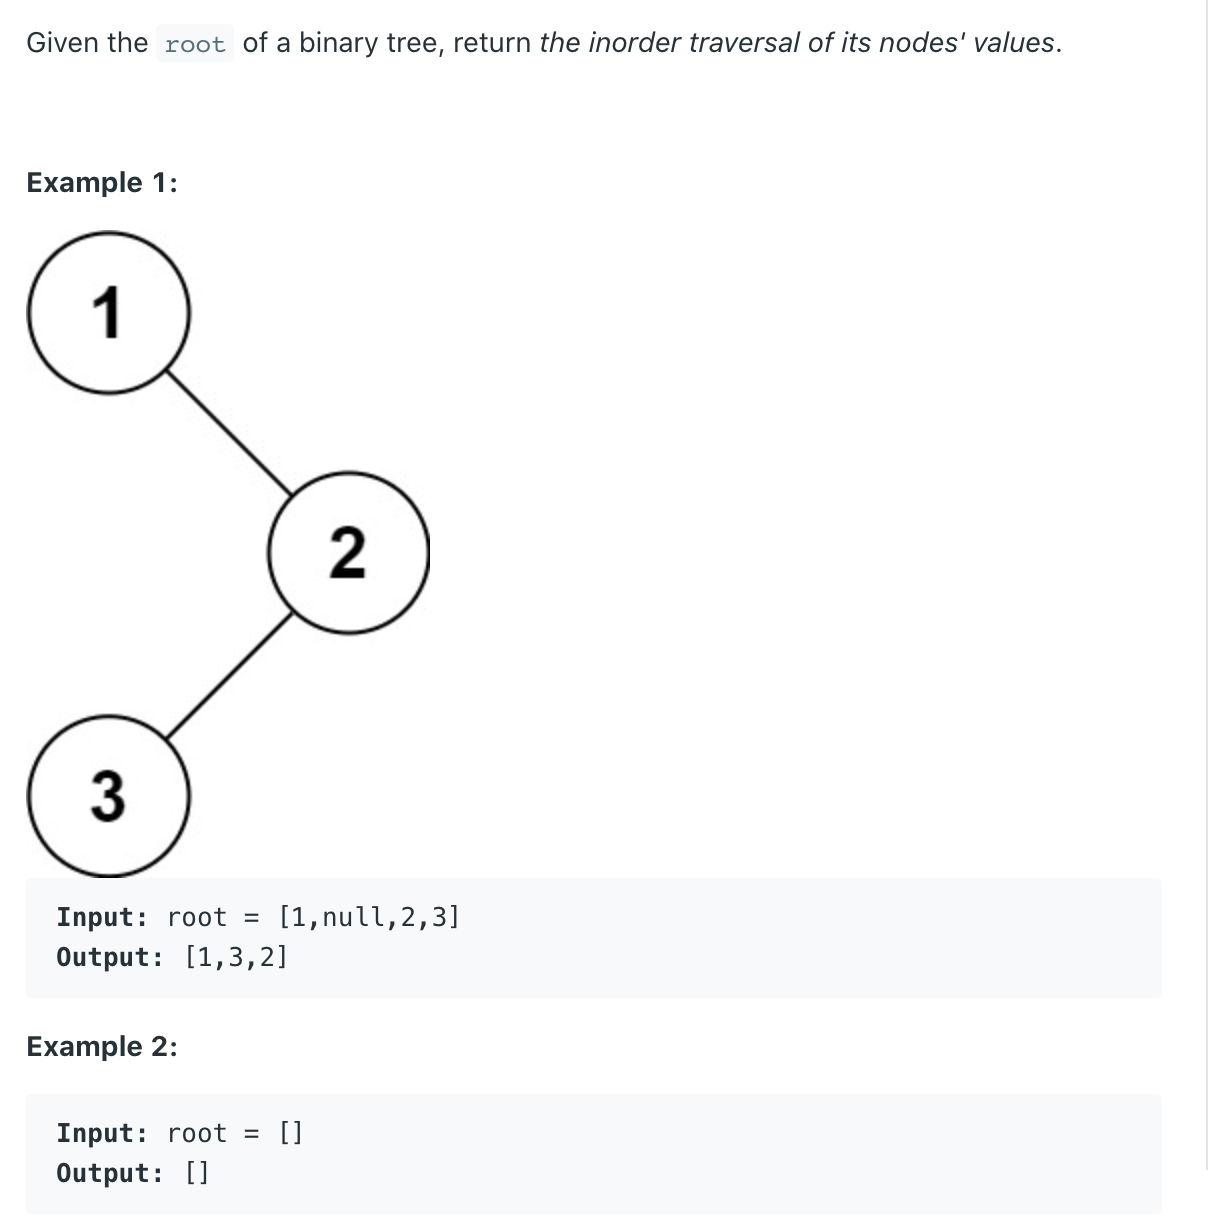 Given the root of a binary tree, return the inorder traversal of its nodes' values.
Example 1:
1
2
3
Input: root = [1,null,2,3]
Output: [1,3,2]
Example 2:
Input: root = []
Output: []